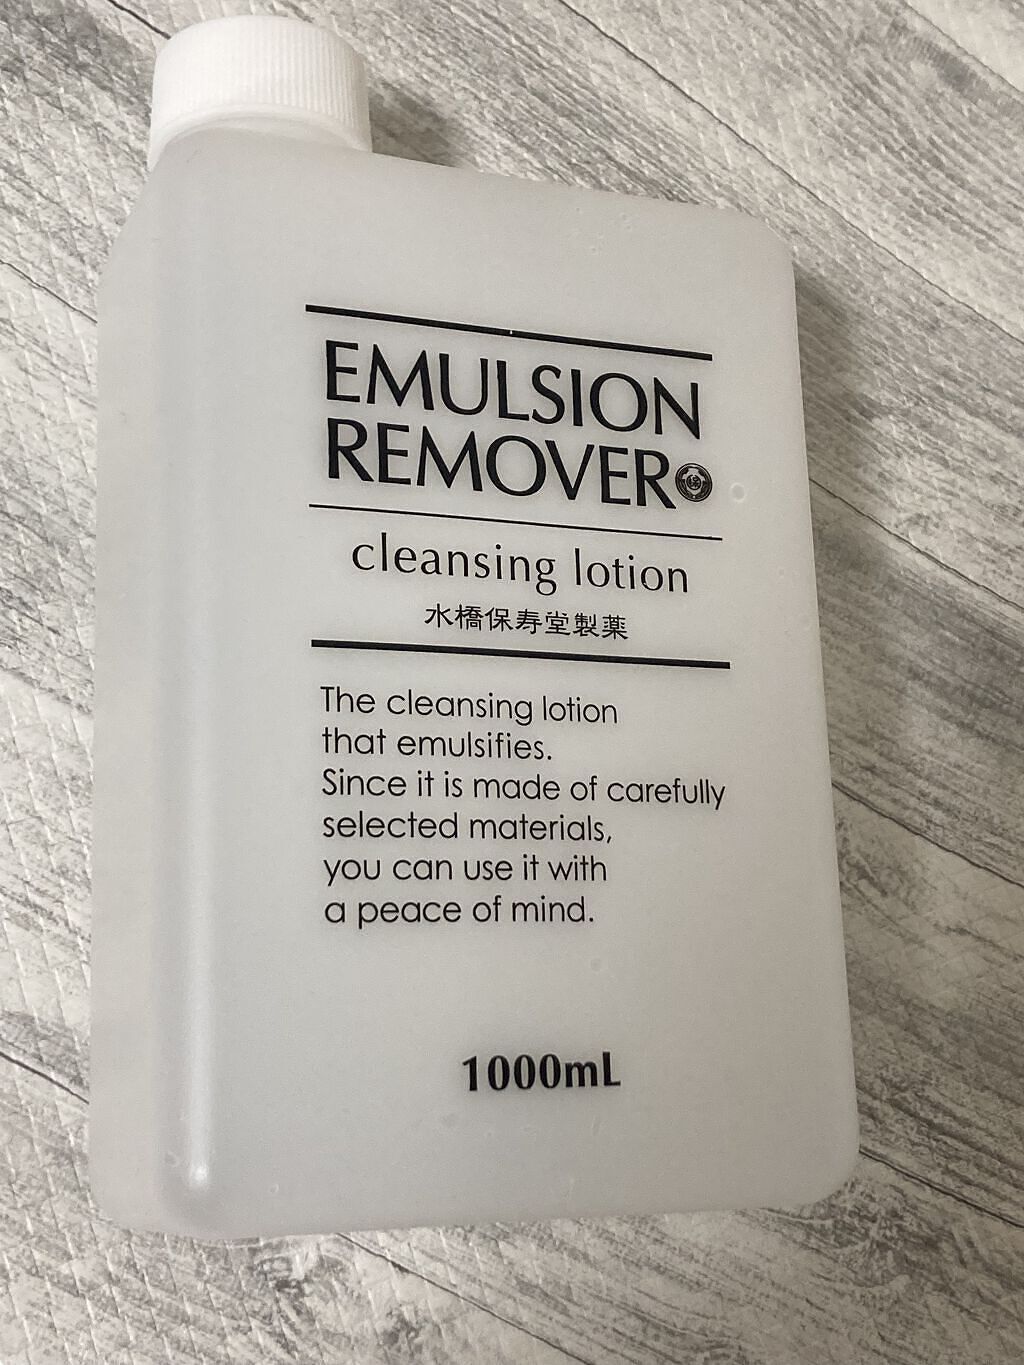 EMULSION
REMOVER
cleansing lotion
水橋保寿堂製薬
The cleansing lotion
that emulsifies.
Since it is made of carefully
selected materials,
you can use it with
a peace of mind.
1000mL